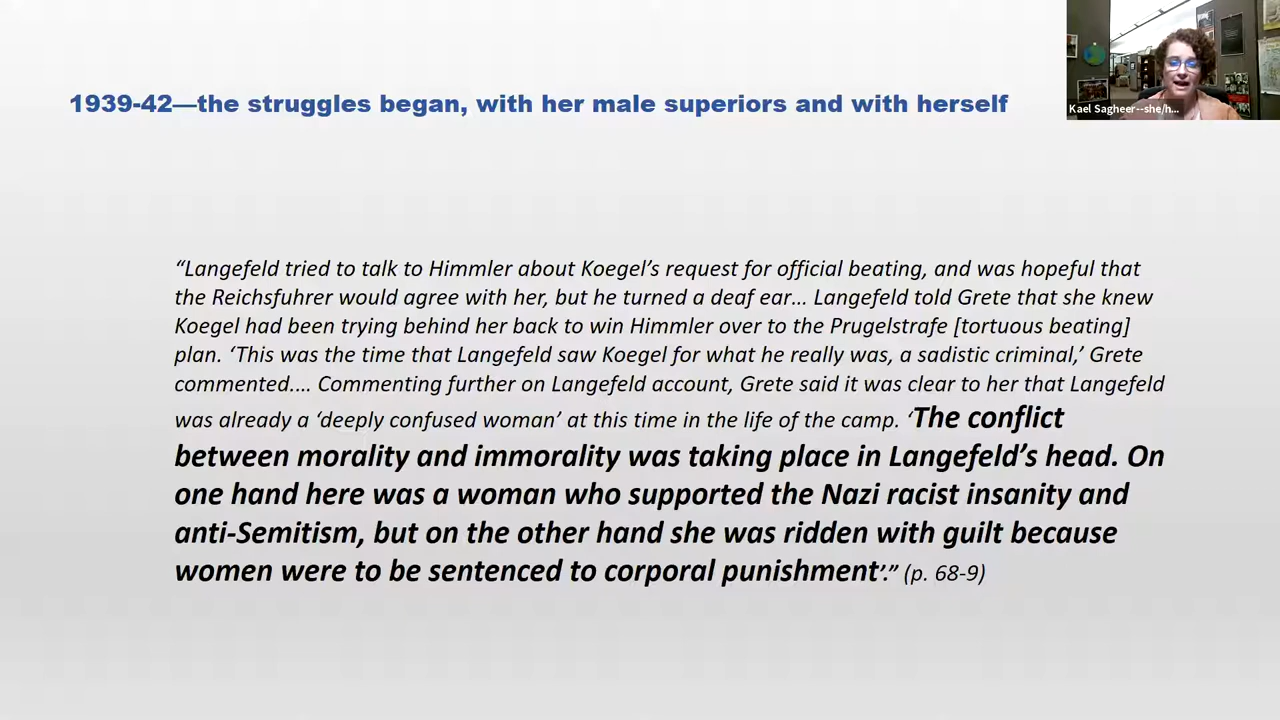 1939-42—the struggles began, with her male superiors and with herself
Kael Sagheer--she/h...
“Langefeld tried to talk to Himmler about Koegel’s request for official beating, and was hopeful that
the Reichsfuhrer would agree with her, but he turned a deaf ear… Langefeld told Grete that she knew
Koegel had been trying behind her back to win Himmler over to the Prugelstrafe [tortuous beating]
plan. ‘This was the time that Langefeld saw Koegel for what he really was, a sadistic criminal,’ Grete
commented.… Commenting further on Langefeld account, Grete said it was clear to her that Langefeld
was already a ‘deeply confused woman’ at this time in the life of the camp. ‘The conflict
between morality and immorality was taking place in Langefeld’s head. On
one hand here was a woman who supported the Nazi racist insanity and
anti-Semitism, but on the other hand she was ridden with guilt because
women were to be sentenced to corporal punishment’.” (p. 68-9)